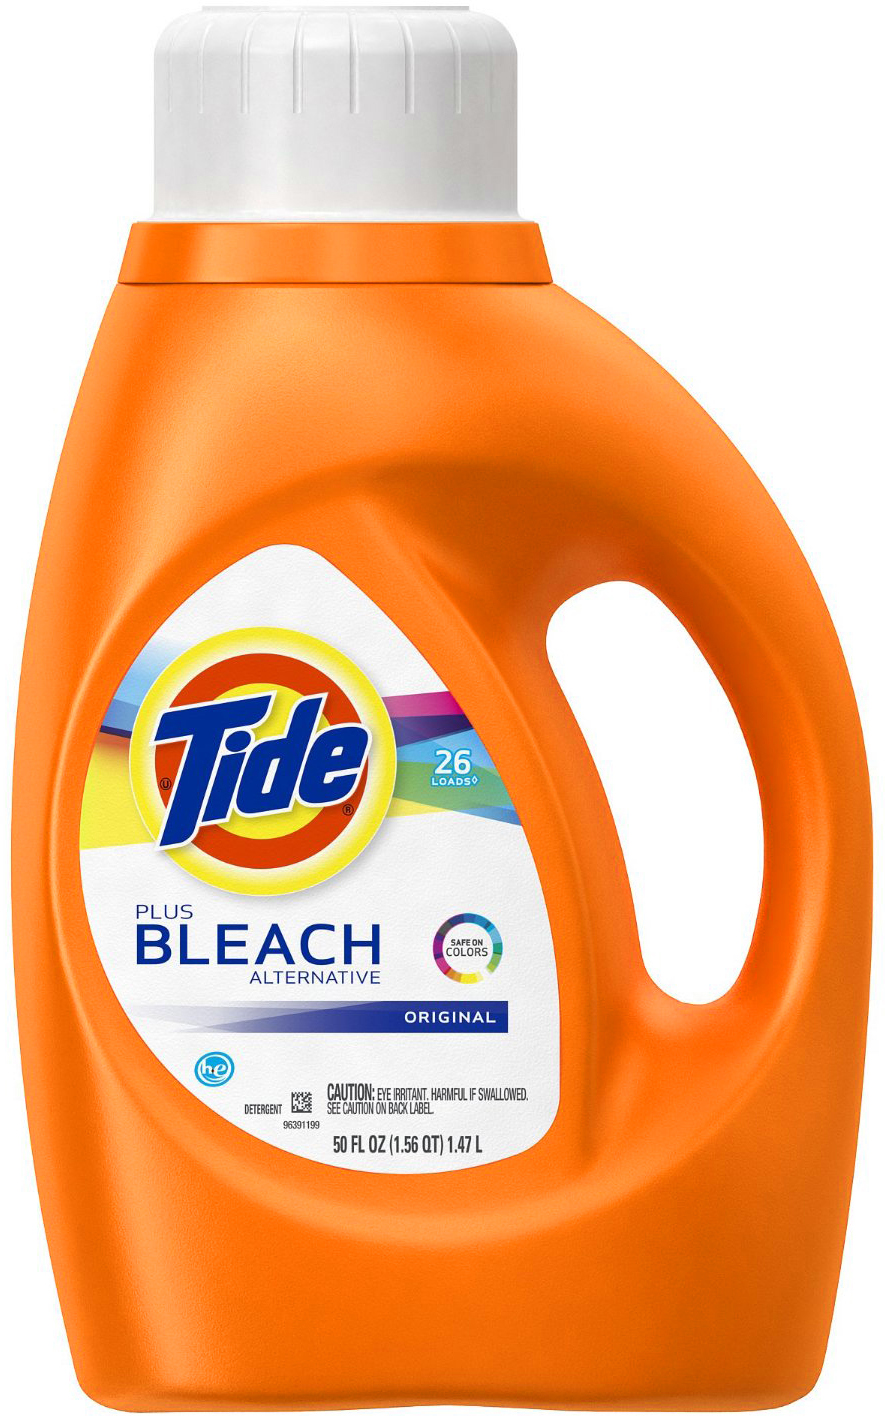 Tide
U
®
26
LOADS◊
PLUS
BLEACH
ALTERNATIVE
SAFE ON
COLORS
ORIGINAL
he
DETERGENT
96391199
CAUTION: EYE IRRITANT. HARMFUL IF SWALLOWED.
SEE CAUTION ON BACK LABEL.
50 FL OZ (1.56 QT) 1.47 L